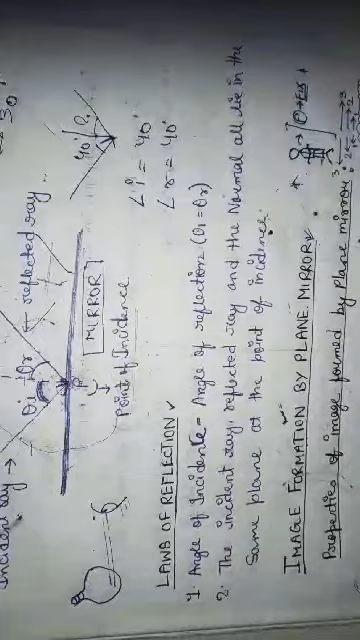 Incident ray →
θi θr
← reflected ray
MIRROR
Point of Incidence
40° ?
∠i = 40°
∠r = 40°
30
LAWS OF REFLECTION
1. Angle of Incidente = Angle of reflection (θi = θr)
2. The incident ray, reflected ray and the Normal all lie in the
Same plane at the point of incidence.
IMAGE FORMATION BY PLANE MIRROR
Properties of image formed by plane mirror: